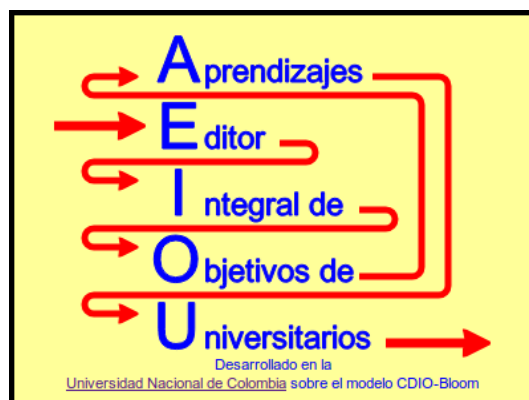 Aprendizajes
Editor
Integral de
Objetivos de
Universitarios
Desarrollado en la
Universidad Nacional de Colombia sobre el modelo CDIO-Bloom